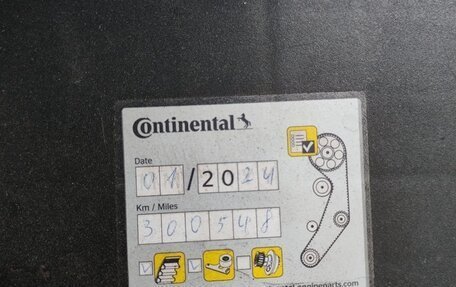 Continental
Date
01/2024
Km / Miles
300548